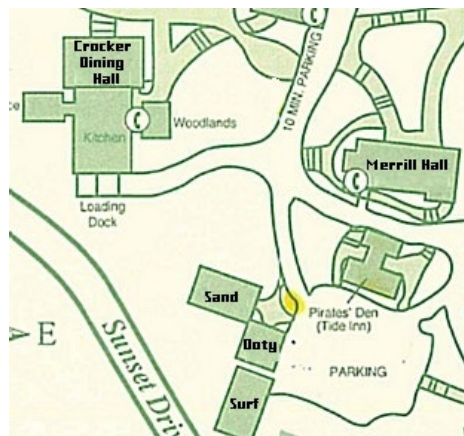 Crocker
Dining
Hall
10 MIN. PARKING
Kitchen
Woodlands
Merrill Hall
Loading
Dock
Sand
Pirates' Den
(Tide Inn)
E
Doty
Sunset Driv
PARKING
Surf